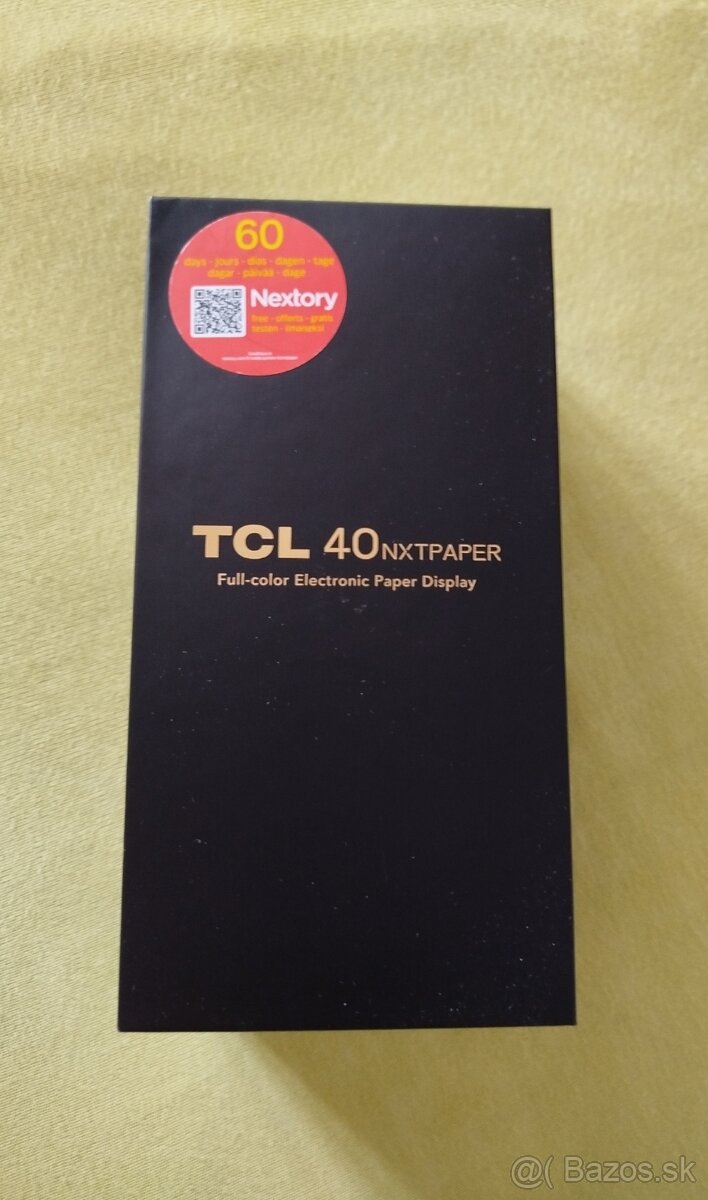 60
days - jours - dias - dagen - tage
dagar - päivää - dage
Nextory
free - offerts - gratis
testen - ilmaiseksi
TCL 40NXTPAPER
Full-color Electronic Paper Display
@( Bazos.sk